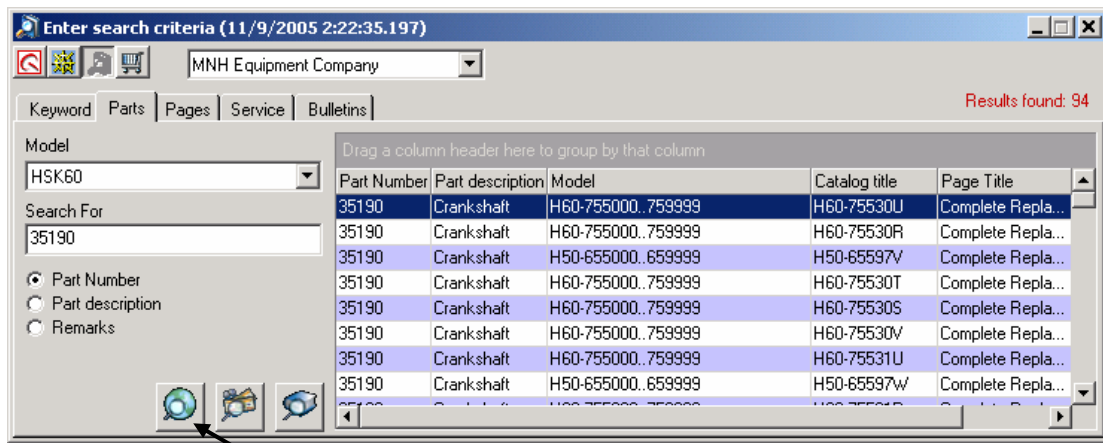 Enter search criteria (11/9/2005 2:22:35.197)
MNH Equipment Company
Keyword Parts Pages Service Bulletins
Results found: 94
Model
HSK60
Search For
35190
Part Number
Part description
Remarks
Drag a column header here to group by that column
Part Number Part description Model Catalog title Page Title
35190 Crankshaft H60-755000..759999 H60-75530U Complete Repla...
35190 Crankshaft H60-755000..759999 H60-75530R Complete Repla...
35190 Crankshaft H50-655000..659999 H50-65597V Complete Repla...
35190 Crankshaft H60-755000..759999 H60-75530T Complete Repla...
35190 Crankshaft H60-755000..759999 H60-75530S Complete Repla...
35190 Crankshaft H60-755000..759999 H60-75530V Complete Repla...
35190 Crankshaft H60-755000..759999 H60-75531U Complete Repla...
35190 Crankshaft H50-655000..659999 H50-65597W Complete Repla...